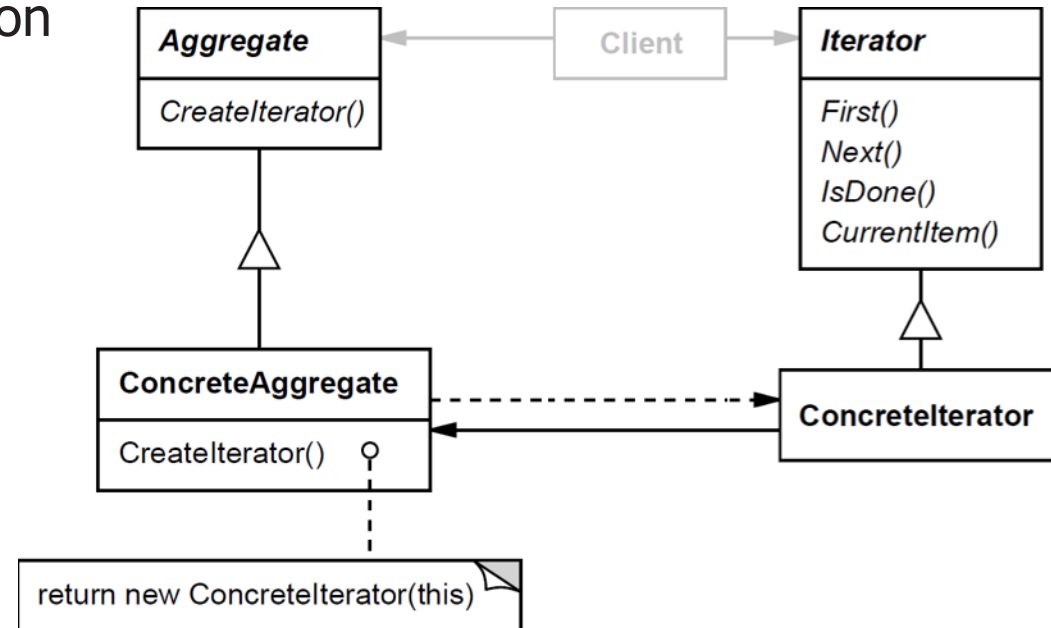 on
Aggregate
CreateIterator()
Client
Iterator
First()
Next()
IsDone()
CurrentItem()
ConcreteAggregate
CreateIterator()
ConcreteIterator
return new ConcreteIterator(this)